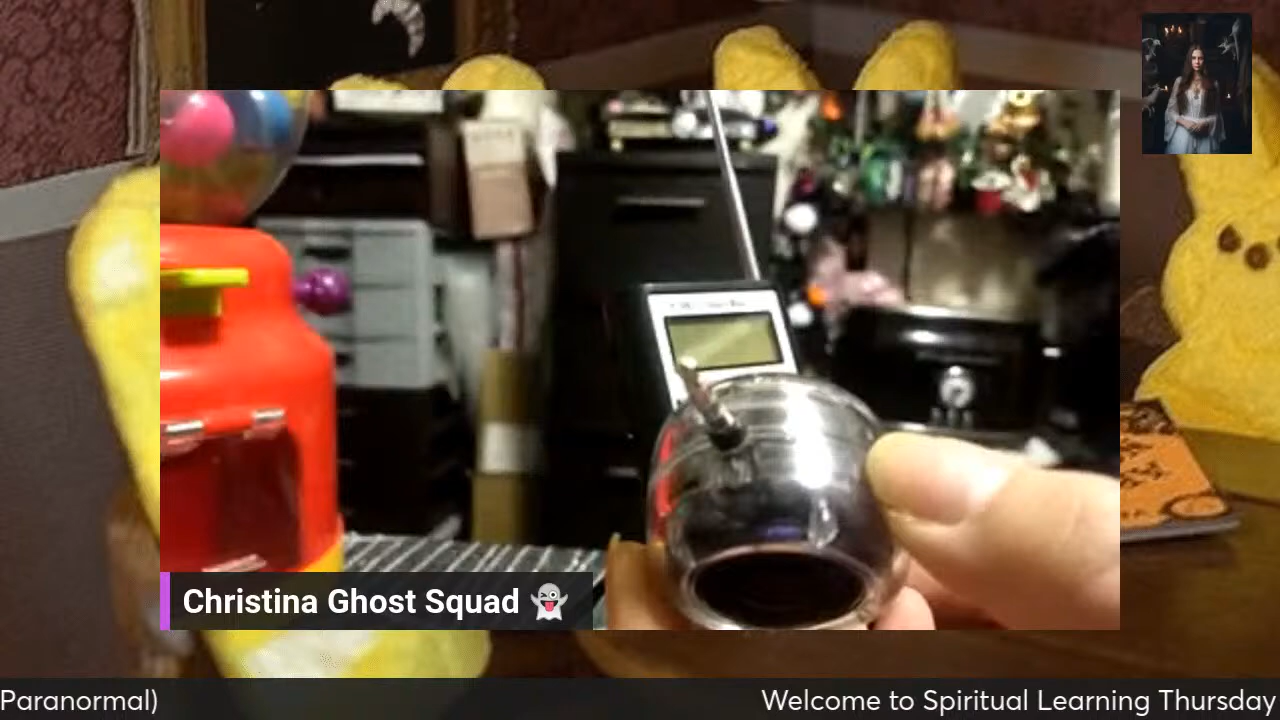 Christina Ghost Squad 👻
Paranormal)
Welcome to Spiritual Learning Thursday